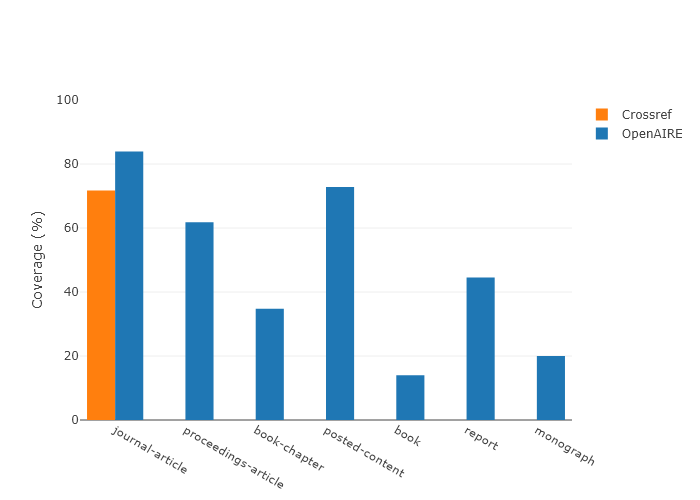 100
80
60
40
20
0
Coverage (%)
journal-article
proceedings-article
book-chapter
posted-content
book
report
monograph
Crossref
OpenAIRE